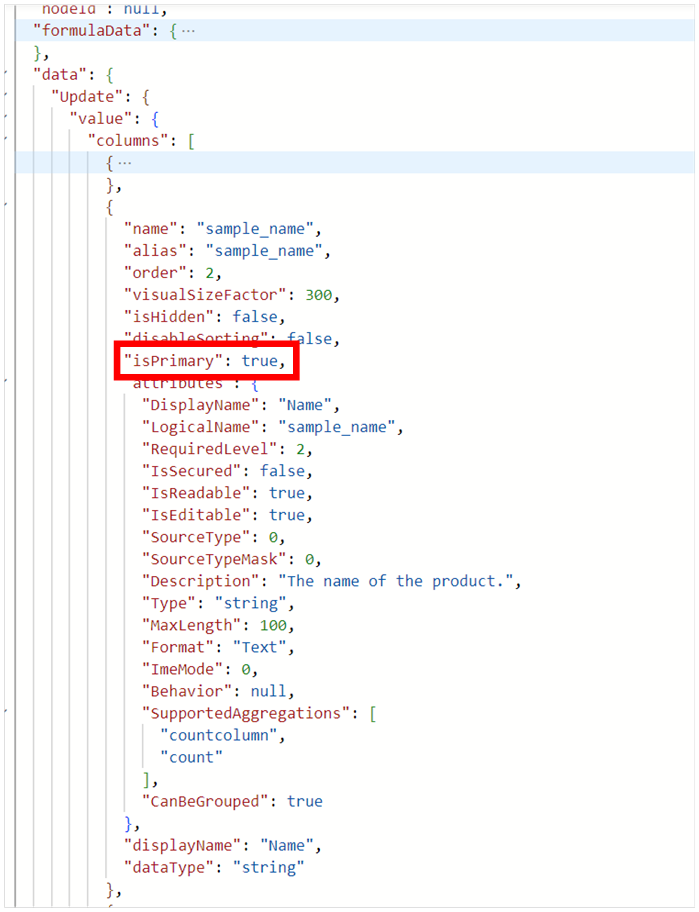 nodeId : null,
"formulaData": { ...
},
"data": {
"Update": {
"value": {
"columns": [
{ ...
},
{
"name": "sample_name",
"alias": "sample_name",
"order": 2,
"visualSizeFactor": 300,
"isHidden": false,
"disableSorting": false,
"isPrimary": true,
"attributes": {
"DisplayName": "Name",
"LogicalName": "sample_name",
"RequiredLevel": 2,
"IsSecured": false,
"IsReadable": true,
"IsEditable": true,
"SourceType": 0,
"SourceTypeMask": 0,
"Description": "The name of the product.",
"Type": "string",
"MaxLength": 100,
"Format": "Text",
"ImeMode": 0,
"Behavior": null,
"SupportedAggregations": [
"countcolumn",
"count"
],
"CanBeGrouped": true
},
"displayName": "Name",
"dataType": "string"
},